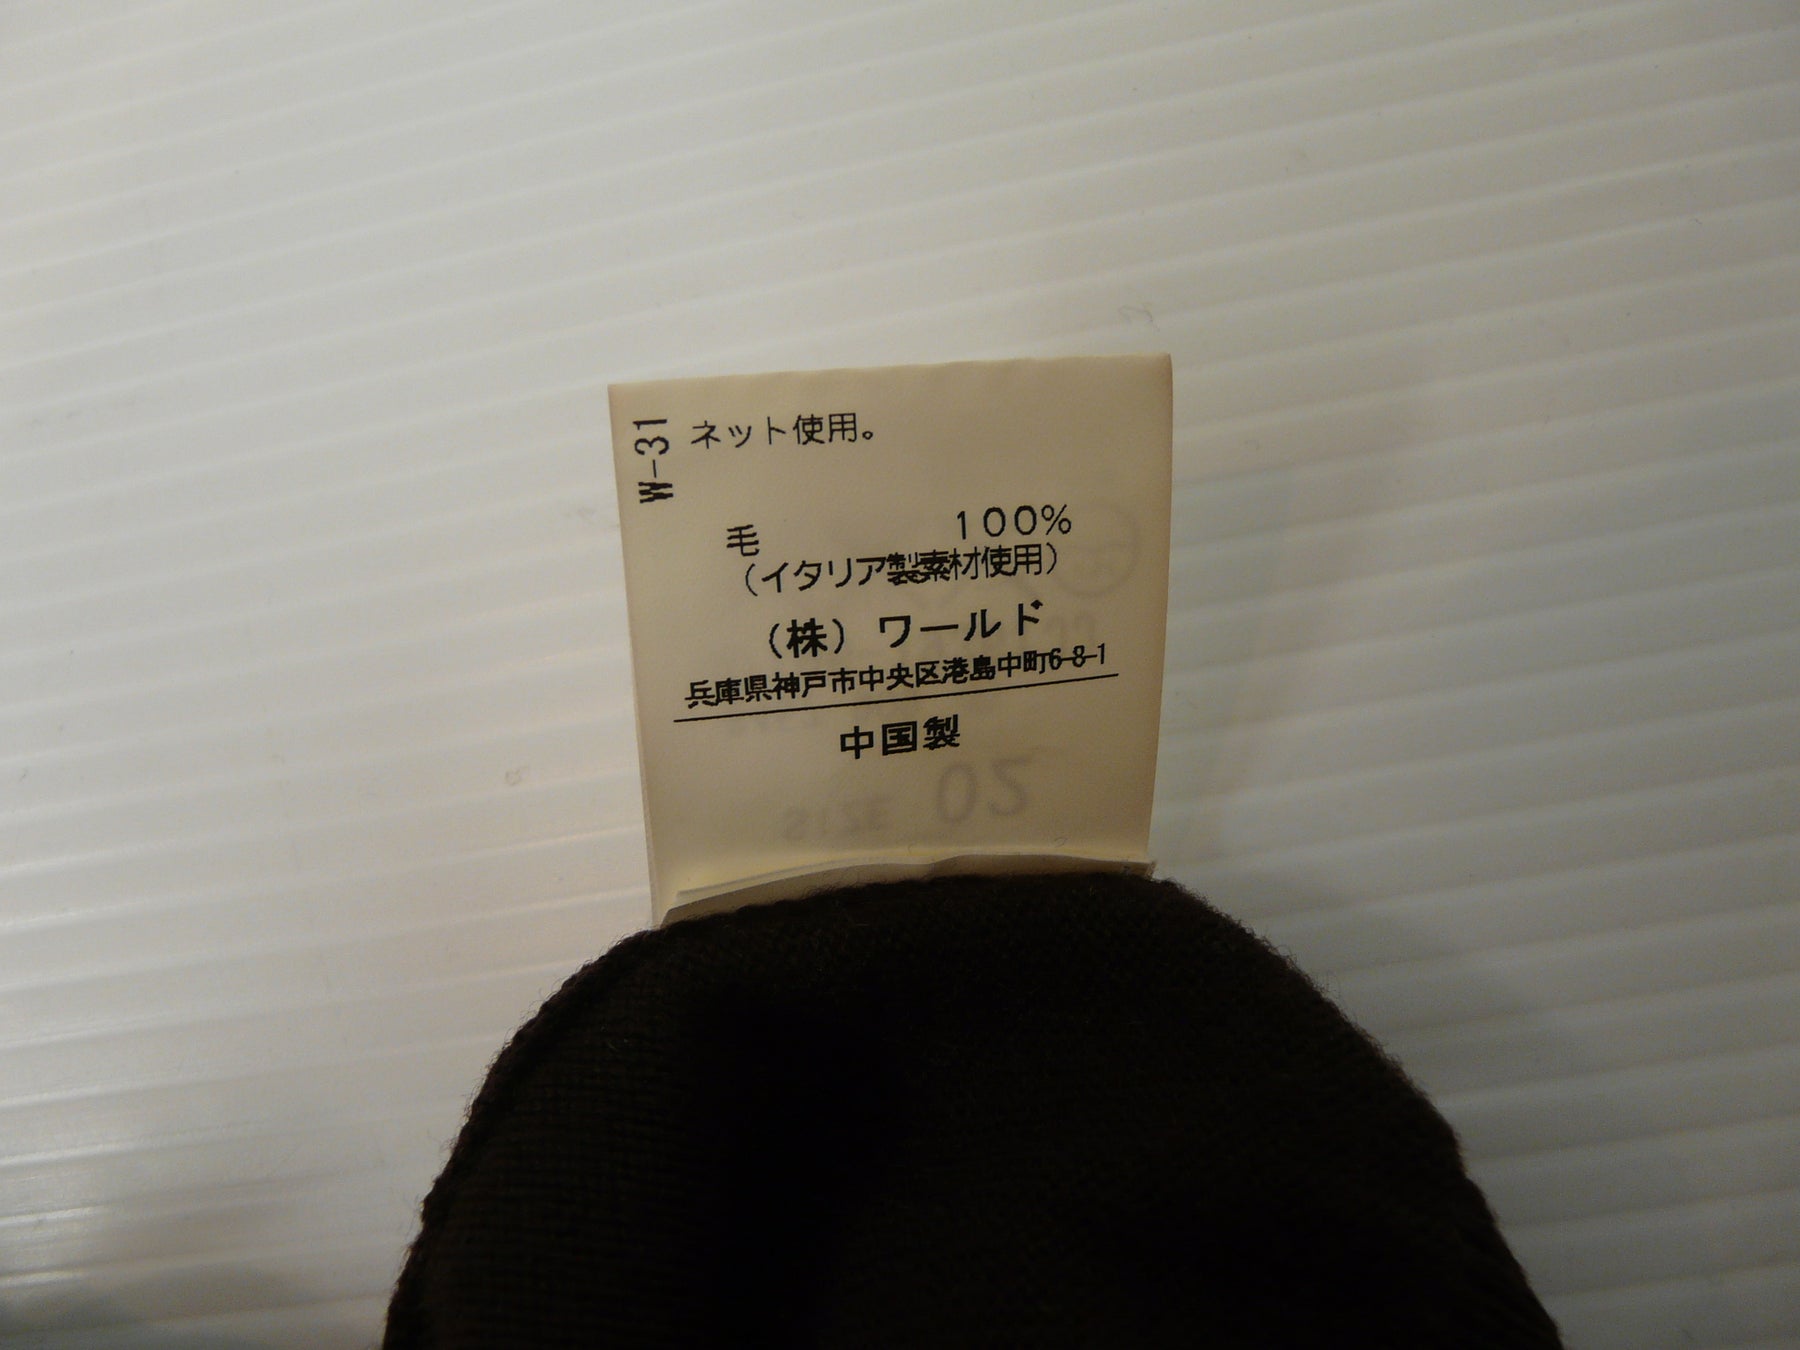 W-31
ネット使用。
毛 100%
(イタリア製素材使用)
(株) ワールド
兵庫県神戸市中央区港島中町6-8-1
中国製
SIZE 02